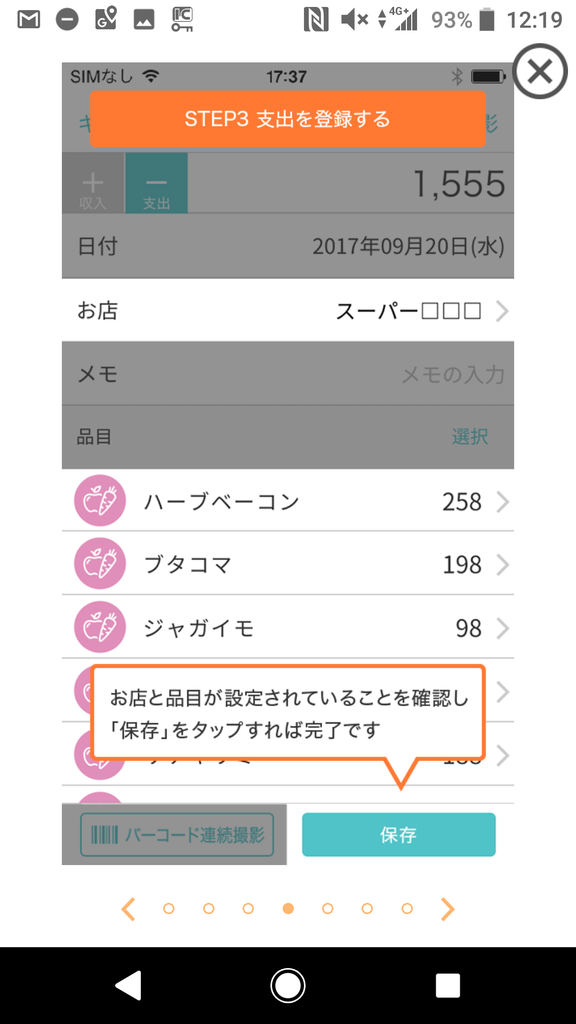 93% 12:19
SIMなし 17:37
STEP3 支出を登録する
1,555
収入 支出
日付 2017年09月20日(水)
お店 スーパー□□□
メモ メモの入力
品目 選択
ハーブベーコン 258
ブタコマ 198
ジャガイモ 98
お店と品目が設定されていることを確認し
「保存」をタップすれば完了です
バーコード連続撮影 保存